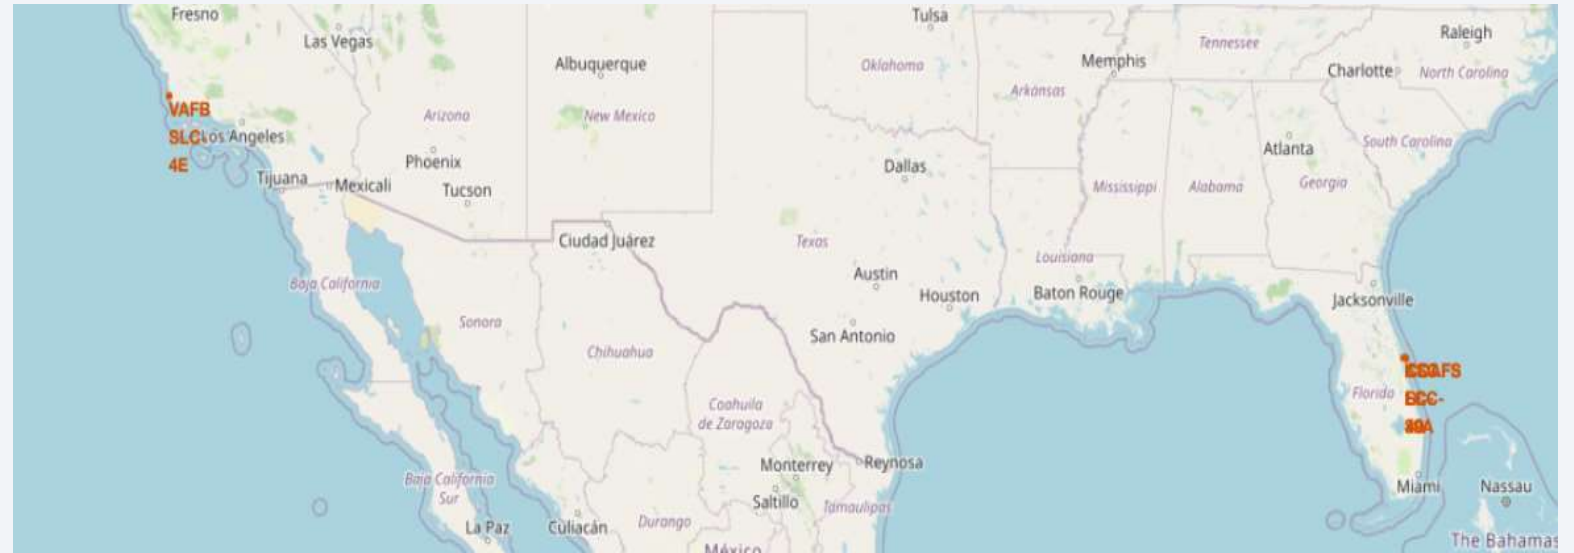 Fresno
Tulsa
Las Vegas
Raleigh
Tennessee
Albuquerque
Oklahoma
Memphis
Charlotte
North Carolina
Arkansas
VAFB
Arizona
New Mexico
SLC
Los Angeles
Atlanta
South Carolina
4E
Phoenix
Dallas
Tijuana
Mexicali
Tucson
Mississippi
Alabama
Georgia
Ciudad Juárez
Texas
Louisiana
Austin
Baja California
Houston
Baton Rouge
Jacksonville
Sonora
San Antonio
Chihuahua
Florida
Coahuila
de Zaragoza
Monterrey
Reynosa
Baja California
Sur
Miami
Nassau
Saltillo
Tamaulipas
La Paz
Culiacán
Durango
México
The Bahamas